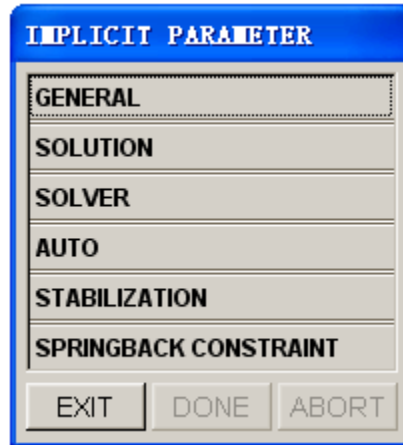 IMPLICIT PARAMETER
GENERAL
SOLUTION
SOLVER
AUTO
STABILIZATION
SPRINGBACK CONSTRAINT
EXIT DONE ABORT